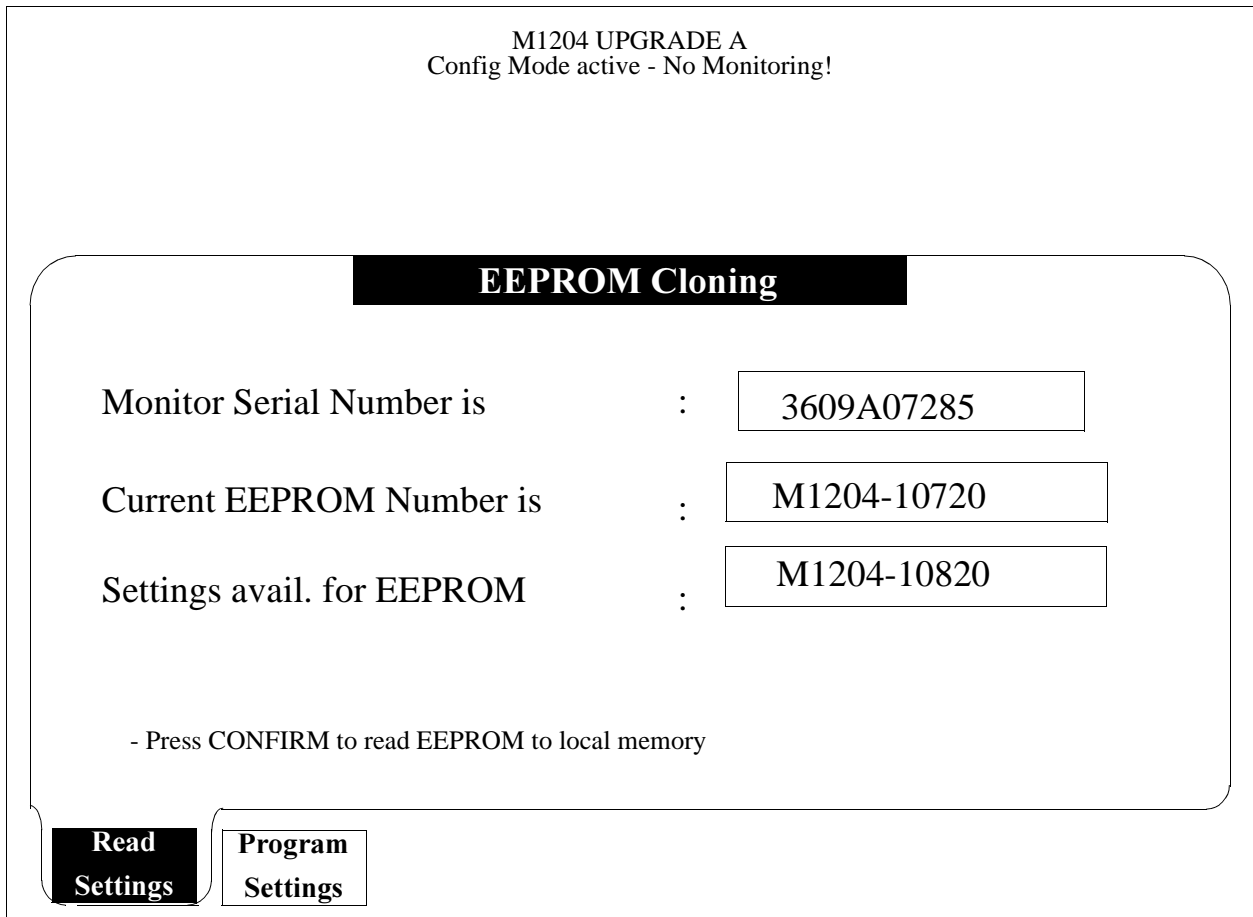 M1204 UPGRADE A
Config Mode active - No Monitoring!
EEPROM Cloning
Monitor Serial Number is : 3609A07285
Current EEPROM Number is : M1204-10720
Settings avail. for EEPROM : M1204-10820
- Press CONFIRM to read EEPROM to local memory
Read
Settings
Program
Settings